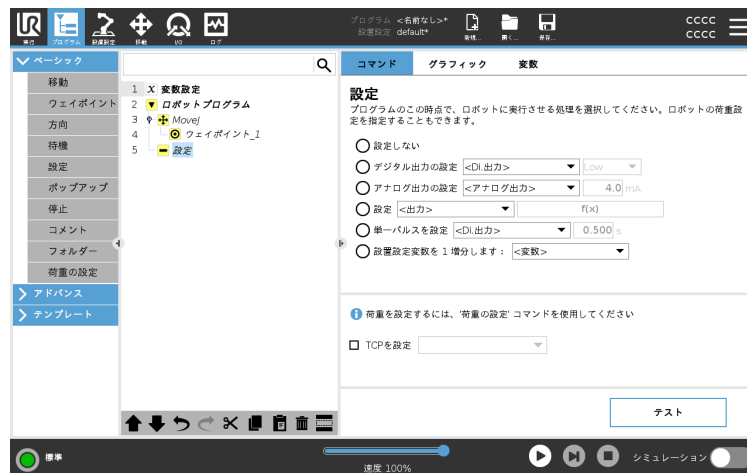 UR
実行
プログラム
設置設定
移動
I/O
ログ
プログラム <名前なし>*
設置設定 default*
新規...
開く...
保存...
cccc
cccc
ベーシック
移動
ウェイポイント
方向
待機
設定
ポップアップ
停止
コメント
フォルダー
荷重の設定
アドバンス
テンプレート
1 X 変数設定
2 ロボットプログラム
3 MoveJ
4 ウェイポイント_1
5 設定
コマンド グラフィック 変数
設定
プログラムのこの時点で、ロボットに実行させる処理を選択してください。ロボットの荷重設
定を指定することもできます。
設定しない
デジタル出力の設定 <Di.出力> Low
アナログ出力の設定 <アナログ出力> 4.0 mA
設定 <出力> f(x)
単一パルスを設定 <Di.出力> 0.500 s
設置設定変数を 1 増分します： <変数>
荷重を設定するには、'荷重の設定' コマンドを使用してください
TCPを設定
テスト
標準
速度 100%
シミュレーション